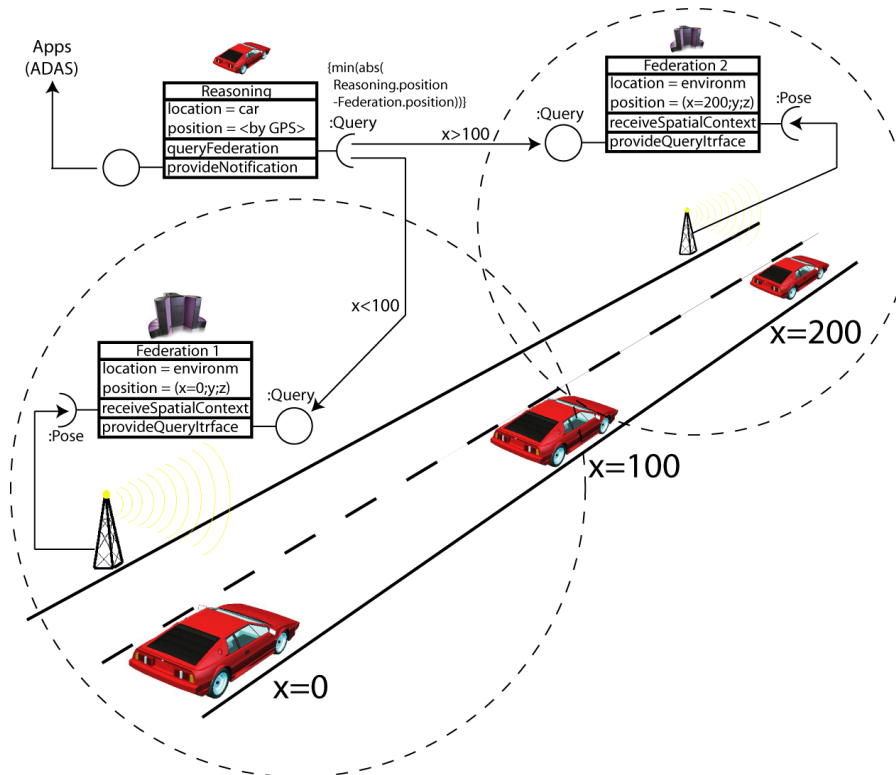 Apps
(ADAS)
Reasoning
location = car
position = <by GPS>
queryFederation
provideNotification
{min(abs(
Reasoning.position
-Federation.position))}
:Query
x>100
:Query
Federation 2
location = environm
position = (x=200;y;z)
receiveSpatialContext
provideQueryItrface
:Pose
x<100
Federation 1
location = environm
position = (x=0;y;z)
receiveSpatialContext
provideQueryItrface
:Query
:Pose
x=200
x=100
x=0